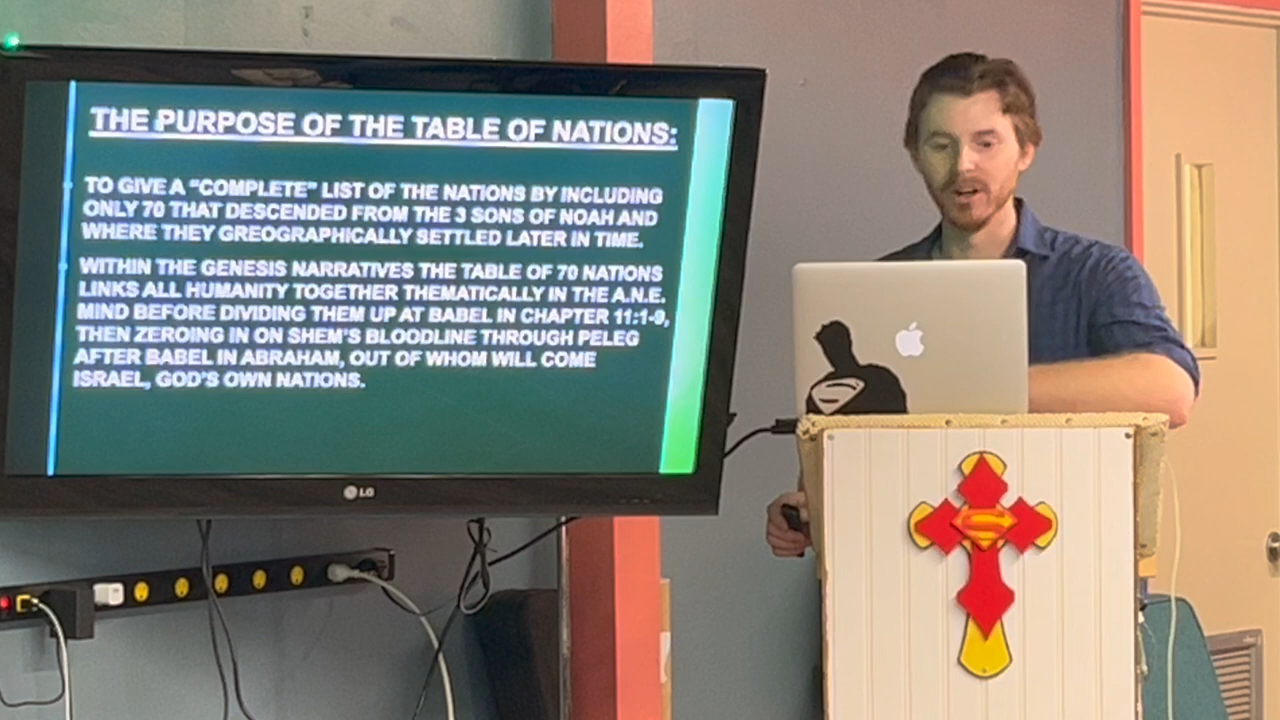 THE PURPOSE OF THE TABLE OF NATIONS:
TO GIVE A “COMPLETE” LIST OF THE NATIONS BY INCLUDING
ONLY 70 THAT DESCENDED FROM THE 3 SONS OF NOAH AND
WHERE THEY GREOGRAPHICALLY SETTLED LATER IN TIME.
WITHIN THE GENESIS NARRATIVES THE TABLE OF 70 NATIONS
LINKS ALL HUMANITY TOGETHER THEMATICALLY IN THE A.N.E.
MIND BEFORE DIVIDING THEM UP AT BABEL IN CHAPTER 11:1-9,
THEN ZEROING IN ON SHEM’S BLOODLINE THROUGH PELEG
AFTER BABEL IN ABRAHAM, OUT OF WHOM WILL COME
ISRAEL, GOD’S OWN NATIONS.
LG